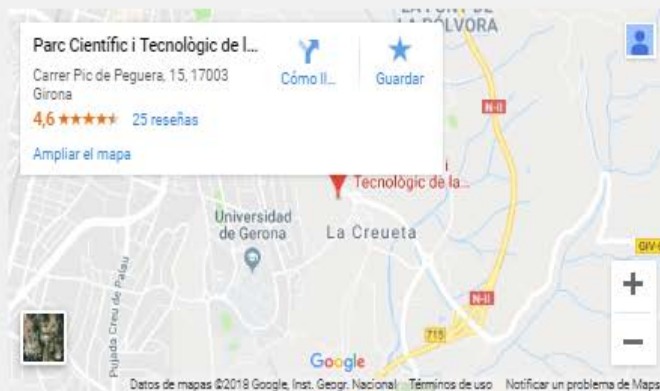 LA FONT DE
LA PÓLVORA
Parc Científic i Tecnològic de l...
Carrer Pic de Peguera, 15, 17003
Girona
4,6
25 reseñas
Ampliar el mapa
Cómo ll...
Guardar
N-II
i
Tecnològic de la...
Universidad
de Gerona
La Creueta
GIV-6
N-II
715
Pujada Creu de Palau
+
−
Google
Datos de mapas ©2018 Google, Inst. Geogr. Nacional
Términos de uso
Notificar un problema de Maps